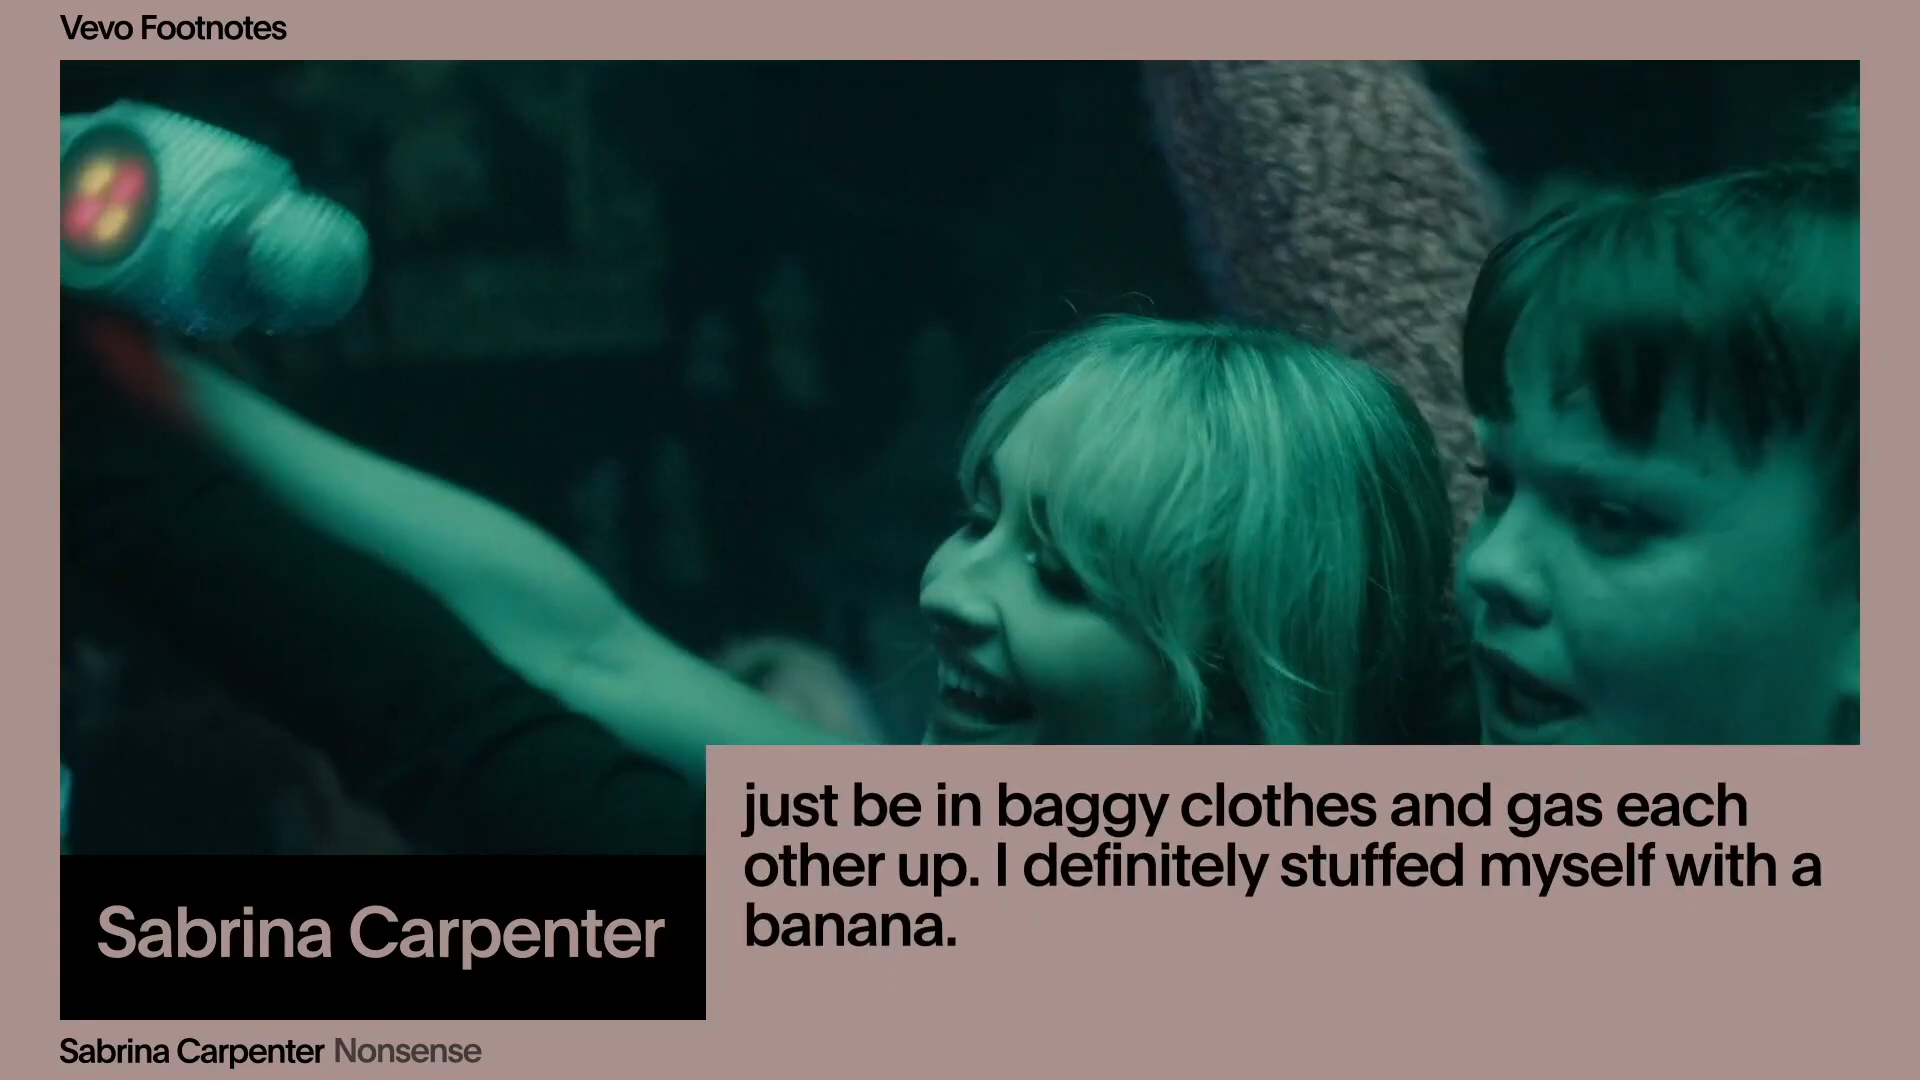 Vevo Footnotes
just be in baggy clothes and gas each
other up. I definitely stuffed myself with a
banana.
Sabrina Carpenter
Sabrina Carpenter Nonsense